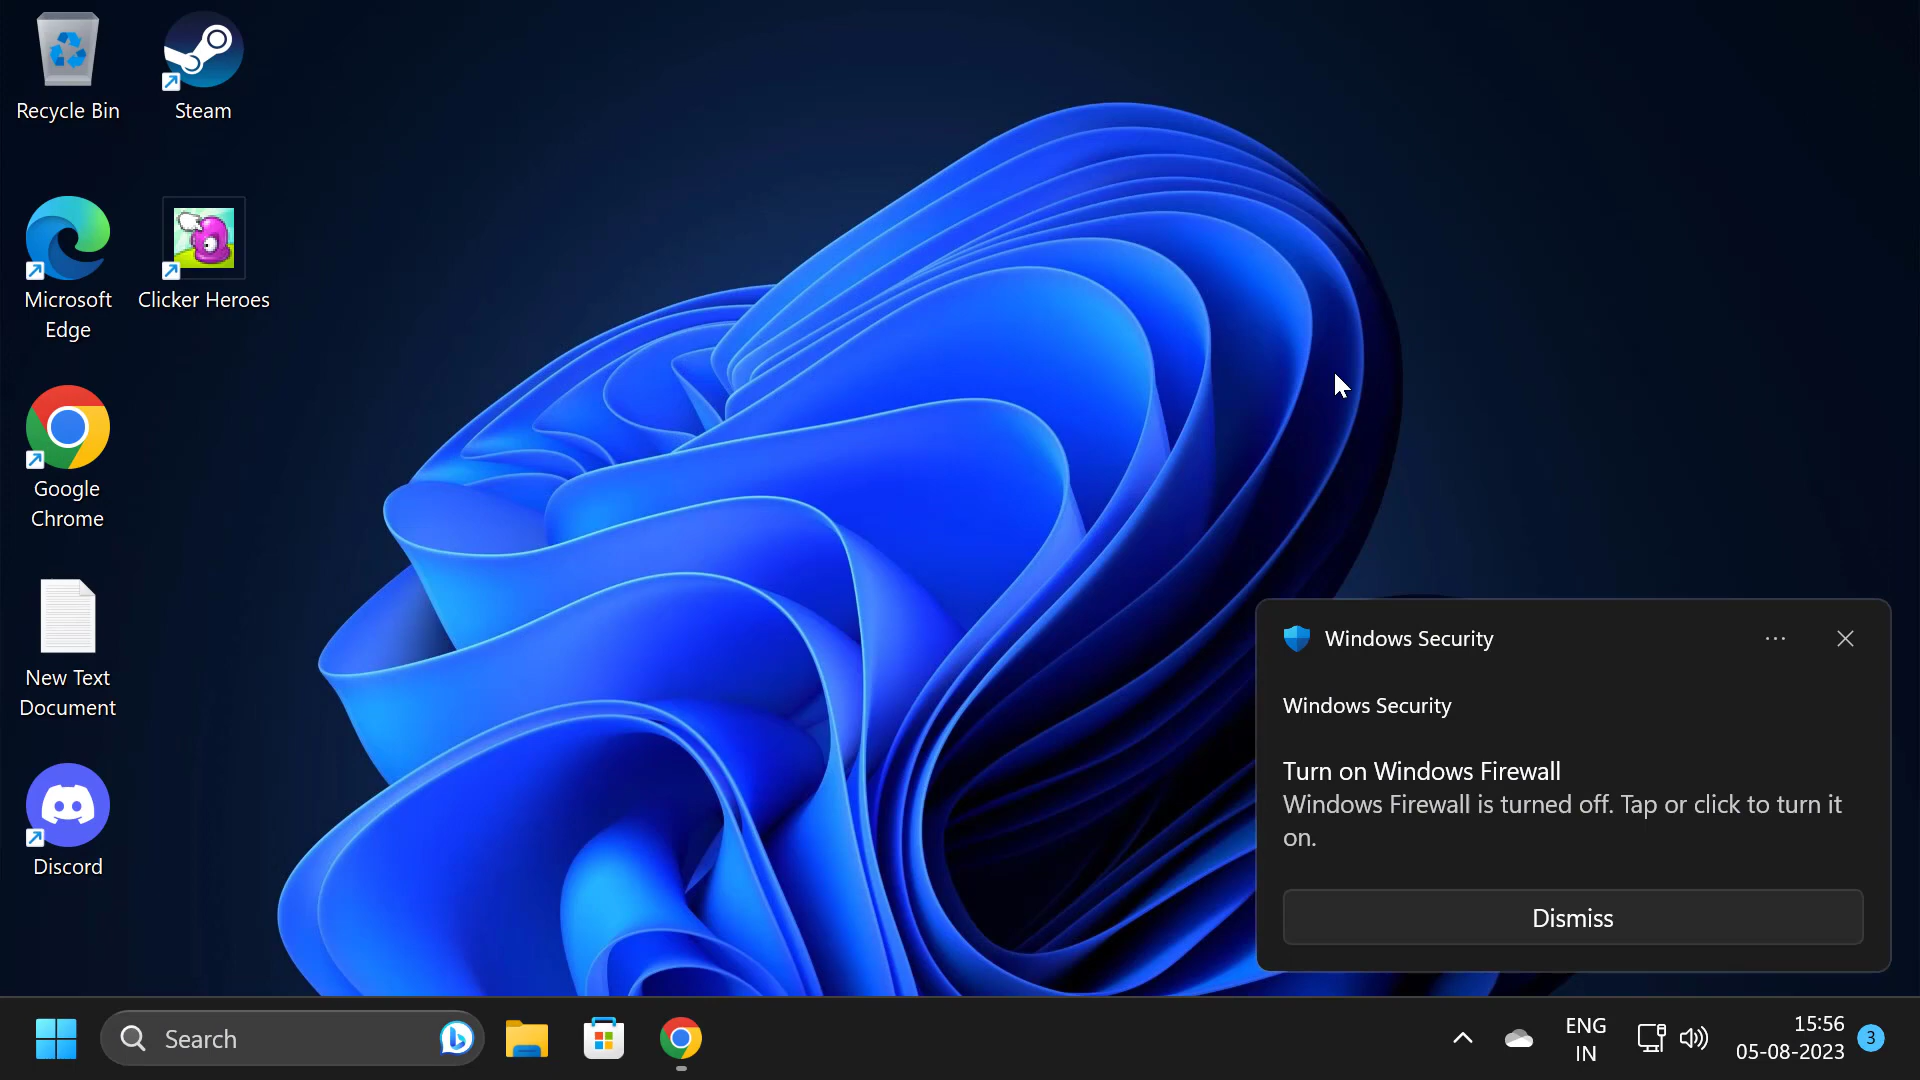 Recycle Bin
Steam
Microsoft
Edge
Clicker Heroes
Google
Chrome
New Text
Document
Discord
Windows Security
Windows Security
Turn on Windows Firewall
Windows Firewall is turned off. Tap or click to turn it
on.
Dismiss
Search
ENG
IN
15:56
05-08-2023
3